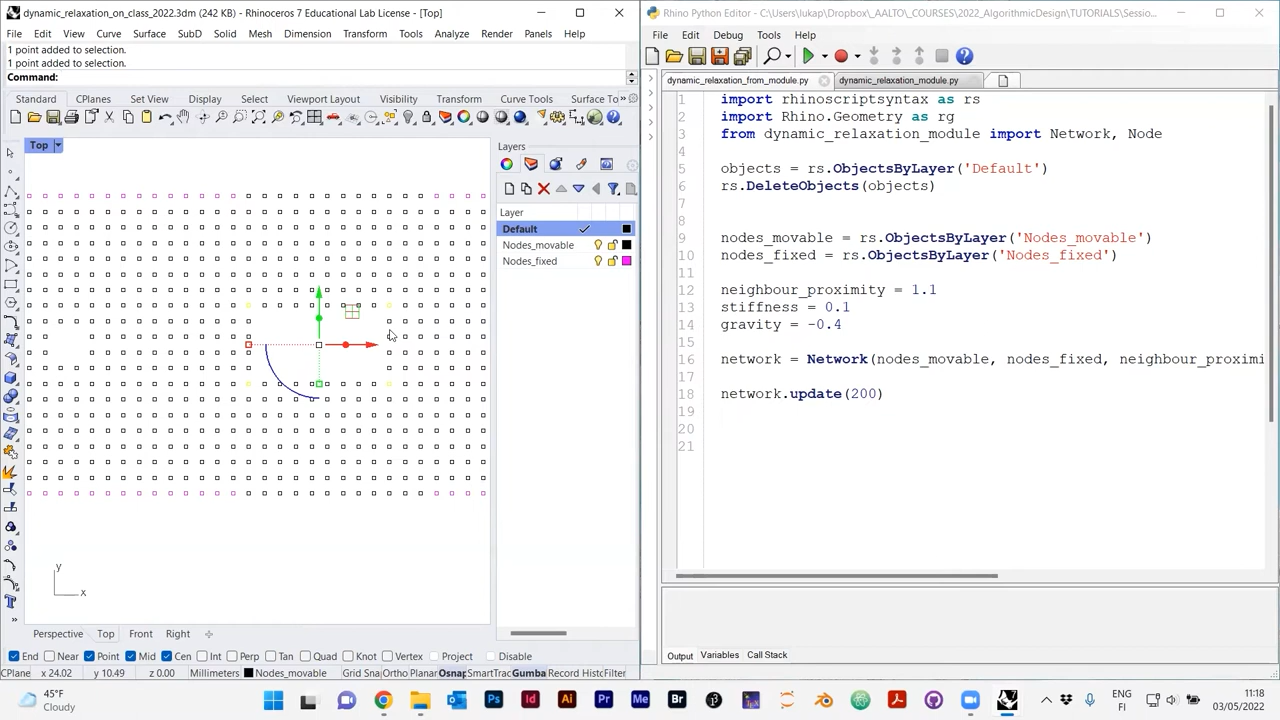 dynamic_relaxation_on_class_2022.3dm (242 KB) - Rhinoceros 7 Educational Lab License - [Top]
File Edit View Curve Surface SubD Solid Mesh Dimension Transform Tools Analyze Render Panels Help
1 point added to selection.
1 point added to selection.
Command:
Standard CPlanes Set View Display Select Viewport Layout Visibility Transform Curve Tools Surface To
Top
Layers
Layer
Default
Nodes_movable
Nodes_fixed
y
x
Perspective Top Front Right
End Near Point Mid Cen Int Perp Tan Quad Knot Vertex Project Disable
CPlane x 24.02 y 10.49 z 0.00 Millimeters Nodes_movable Grid Sna Ortho Planar Osnap SmartTrac Gumba Record Histo Filter
Rhino Python Editor - C:\Users\lukap\Dropbox\_AALTO\_COURSES\2022_AlgorithmicDesign\TUTORIALS\Sessio...
File Edit Debug Tools Help
dynamic_relaxation_from_module.py dynamic_relaxation_module.py
1 import rhinoscriptsyntax as rs
2 import Rhino.Geometry as rg
3 from dynamic_relaxation_module import Network, Node
4
5 objects = rs.ObjectsByLayer('Default')
6 rs.DeleteObjects(objects)
7
8
9 nodes_movable = rs.ObjectsByLayer('Nodes_movable')
10 nodes_fixed = rs.ObjectsByLayer('Nodes_fixed')
11
12 neighbour_proximity = 1.1
13 stiffness = 0.1
14 gravity = -0.4
15
16 network = Network(nodes_movable, nodes_fixed, neighbour_proximi
17
18 network.update(200)
19
20
21
Output Variables Call Stack
45°F
Cloudy
ENG
FI
11:18
03/05/2022